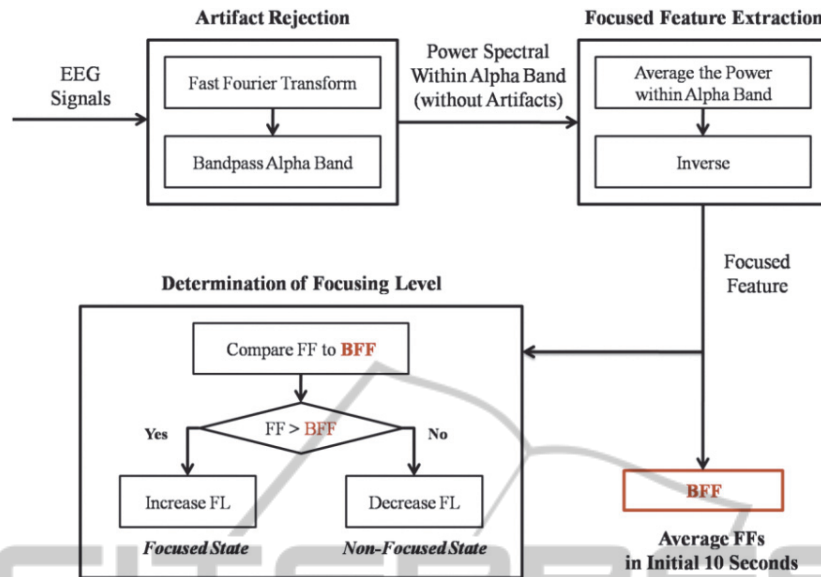 Artifact Rejection
EEG
Signals
Fast Fourier Transform
Bandpass Alpha Band
Power Spectral
Within Alpha Band
(without Artifacts)
Focused Feature Extraction
Average the Power
within Alpha Band
Inverse
Focused
Feature
Determination of Focusing Level
Compare FF to BFF
FF > BFF
Yes
No
Increase FL
Decrease FL
Focused State
Non-Focused State
BFF
Average FFs
in Initial 10 Seconds